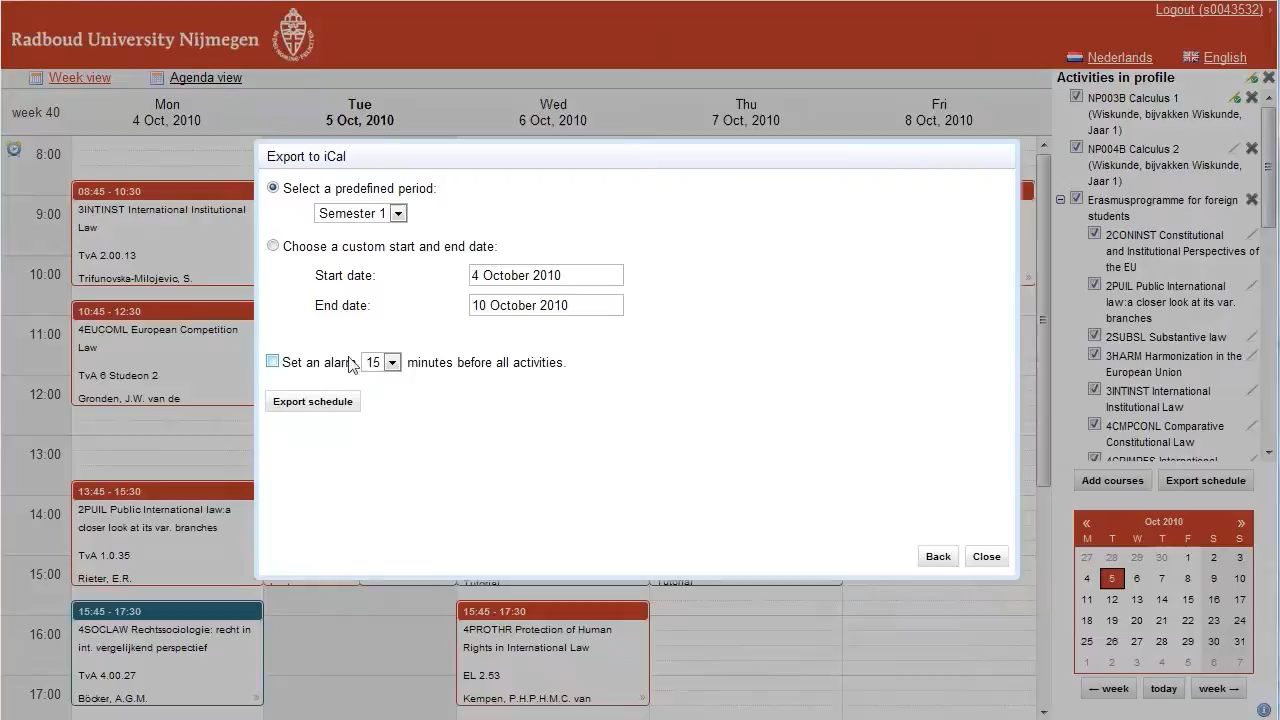 Logout (s0043532)
Radboud University Nijmegen
Nederlands
English
Week view
Agenda view
week 40
Mon
4 Oct, 2010
Tue
5 Oct, 2010
Wed
6 Oct, 2010
Thu
7 Oct, 2010
Fri
8 Oct, 2010
8:00
9:00
10:00
11:00
12:00
13:00
14:00
15:00
16:00
17:00
08:45 - 10:30
3INTINST International Institutional
Law
TvA 2.00.13
Trifunovska-Milojevic, S.
10:45 - 12:30
4EUCOML European Competition
Law
TvA 6 Studeon 2
Gronden, J.W. van de
13:45 - 15:30
2PUIL Public International law:a
closer look at its var. branches
TvA 1.0.35
Rieter, E.R.
15:45 - 17:30
4SOCLAW Rechtssociologie: recht in
int. vergelijkend perspectief
TvA 4.00.27
Böcker, A.G.M.
»
Tutorial
Tutorial
15:45 - 17:30
4PROTHR Protection of Human
Rights in International Law
EL 2.53
Kempen, P.H.P.H.M.C. van
»
»
Export to iCal
Select a predefined period:
Semester 1
Choose a custom start and end date:
Start date:
4 October 2010
End date:
10 October 2010
Set an alarm
15
minutes before all activities.
Export schedule
Back
Close
Activities in profile
NP003B Calculus 1
(Wiskunde, bijvakken Wiskunde,
Jaar 1)
NP004B Calculus 2
(Wiskunde, bijvakken Wiskunde,
Jaar 1)
Erasmusprogramme for foreign
students
2CONINST Constitutional
and Institutional Perspectives of
the EU
2PUIL Public International
law:a closer look at its var.
branches
2SUBSL Substantive law
3HARM Harmonization in the
European Union
3INTINST International
Institutional Law
4CMPCONL Comparative
Constitutional Law
4CRIMRES International
Add courses
Export schedule
«
Oct 2010
»
M T W T F S S
27 28 29 30 1 2 3
4 5 6 7 8 9 10
11 12 13 14 15 16 17
18 19 20 21 22 23 24
25 26 27 28 29 30 31
1 2 3 4 5 6 7
← week
today
week →